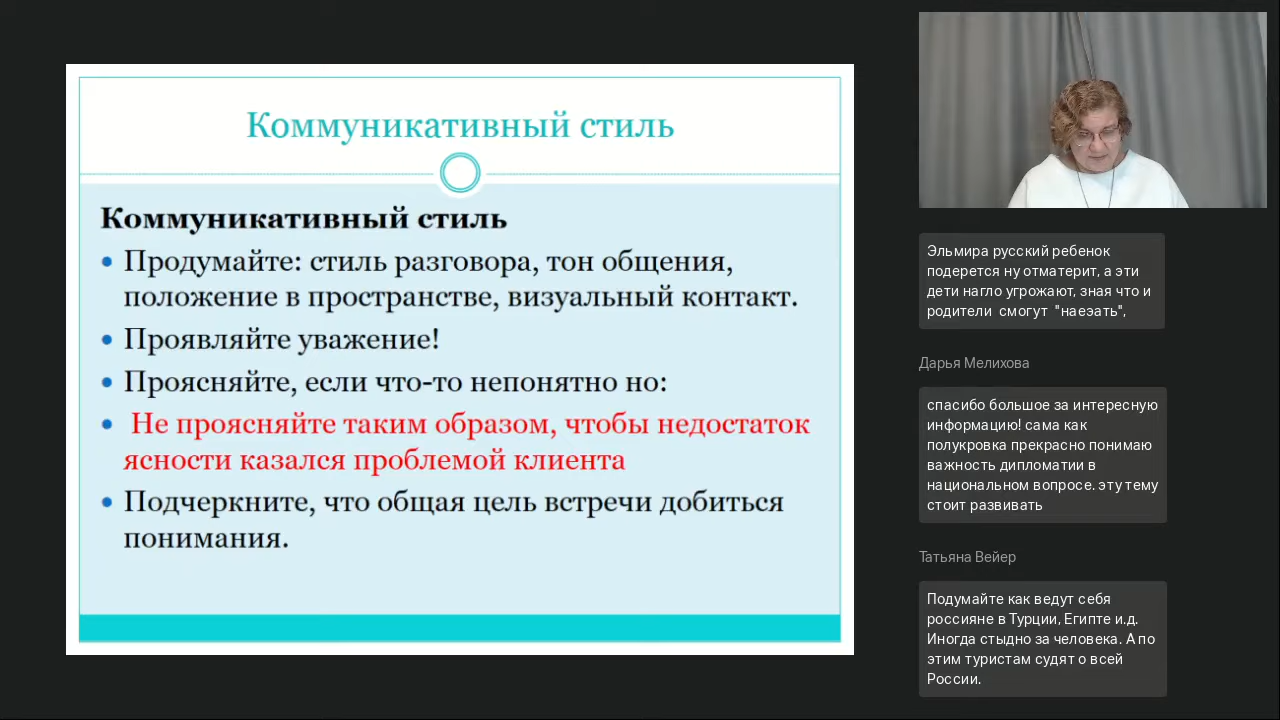 Коммуникативный стиль
Коммуникативный стиль
• Продумайте: стиль разговора, тон общения,
положение в пространстве, визуальный контакт.
• Проявляйте уважение!
• Проясняйте, если что-то непонятно но:
• Не проясняйте таким образом, чтобы недостаток
ясности казался проблемой клиента
• Подчеркните, что общая цель встречи добиться
понимания.
Эльмира русский ребенок
подерется ну отматерит, а эти
дети нагло угрожают, зная что и
родители смогут "наеэать",
Дарья Мелихова
спасибо большое за интересную
информацию! сама как
полукровка прекрасно понимаю
важность дипломатии в
национальном вопросе. эту тему
стоит развивать
Татьяна Вейер
Подумайте как ведут себя
россияне в Турции, Египте и.д.
Иногда стыдно за человека. А по
этим туристам судят о всей
России.